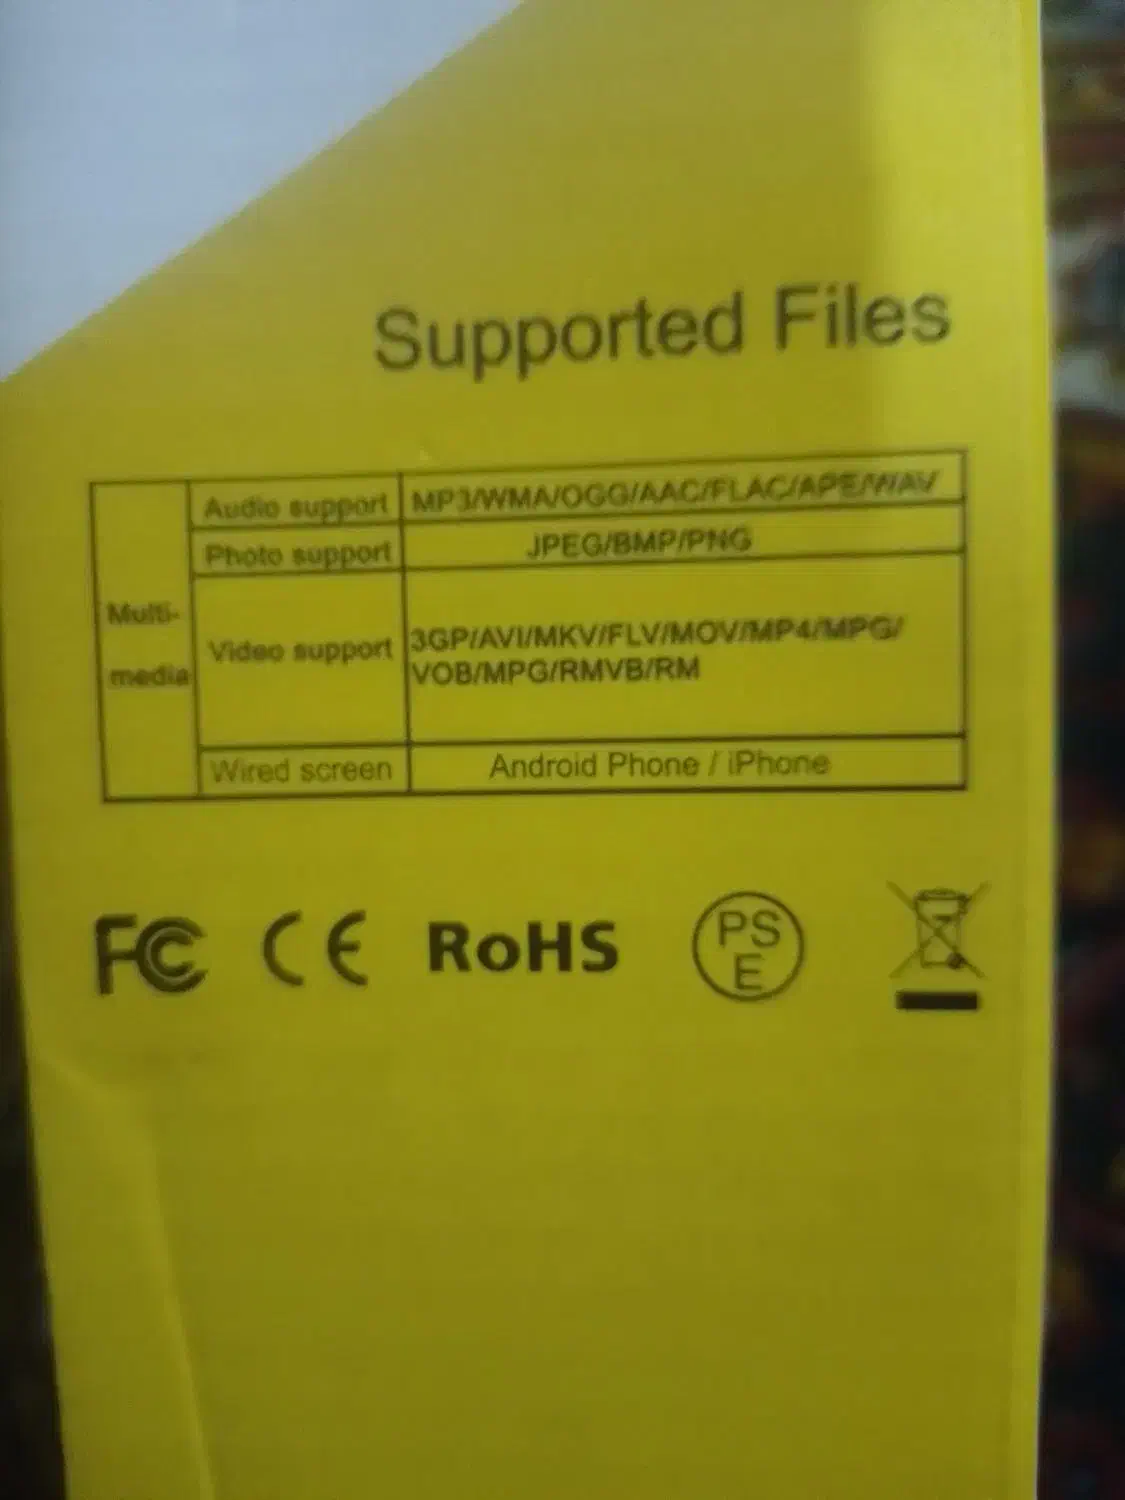 Supported Files
Multi-
media
Audio support MP3/WMA/OGG/AAC/FLAC/APE/WAV
Photo support JPEG/BMP/PNG
Video support 3GP/AVI/MKV/FLV/MOV/MP4/MPG/
VOB/MPG/RMVB/RM
Wired screen Android Phone / iPhone
FC CE RoHS PS
E